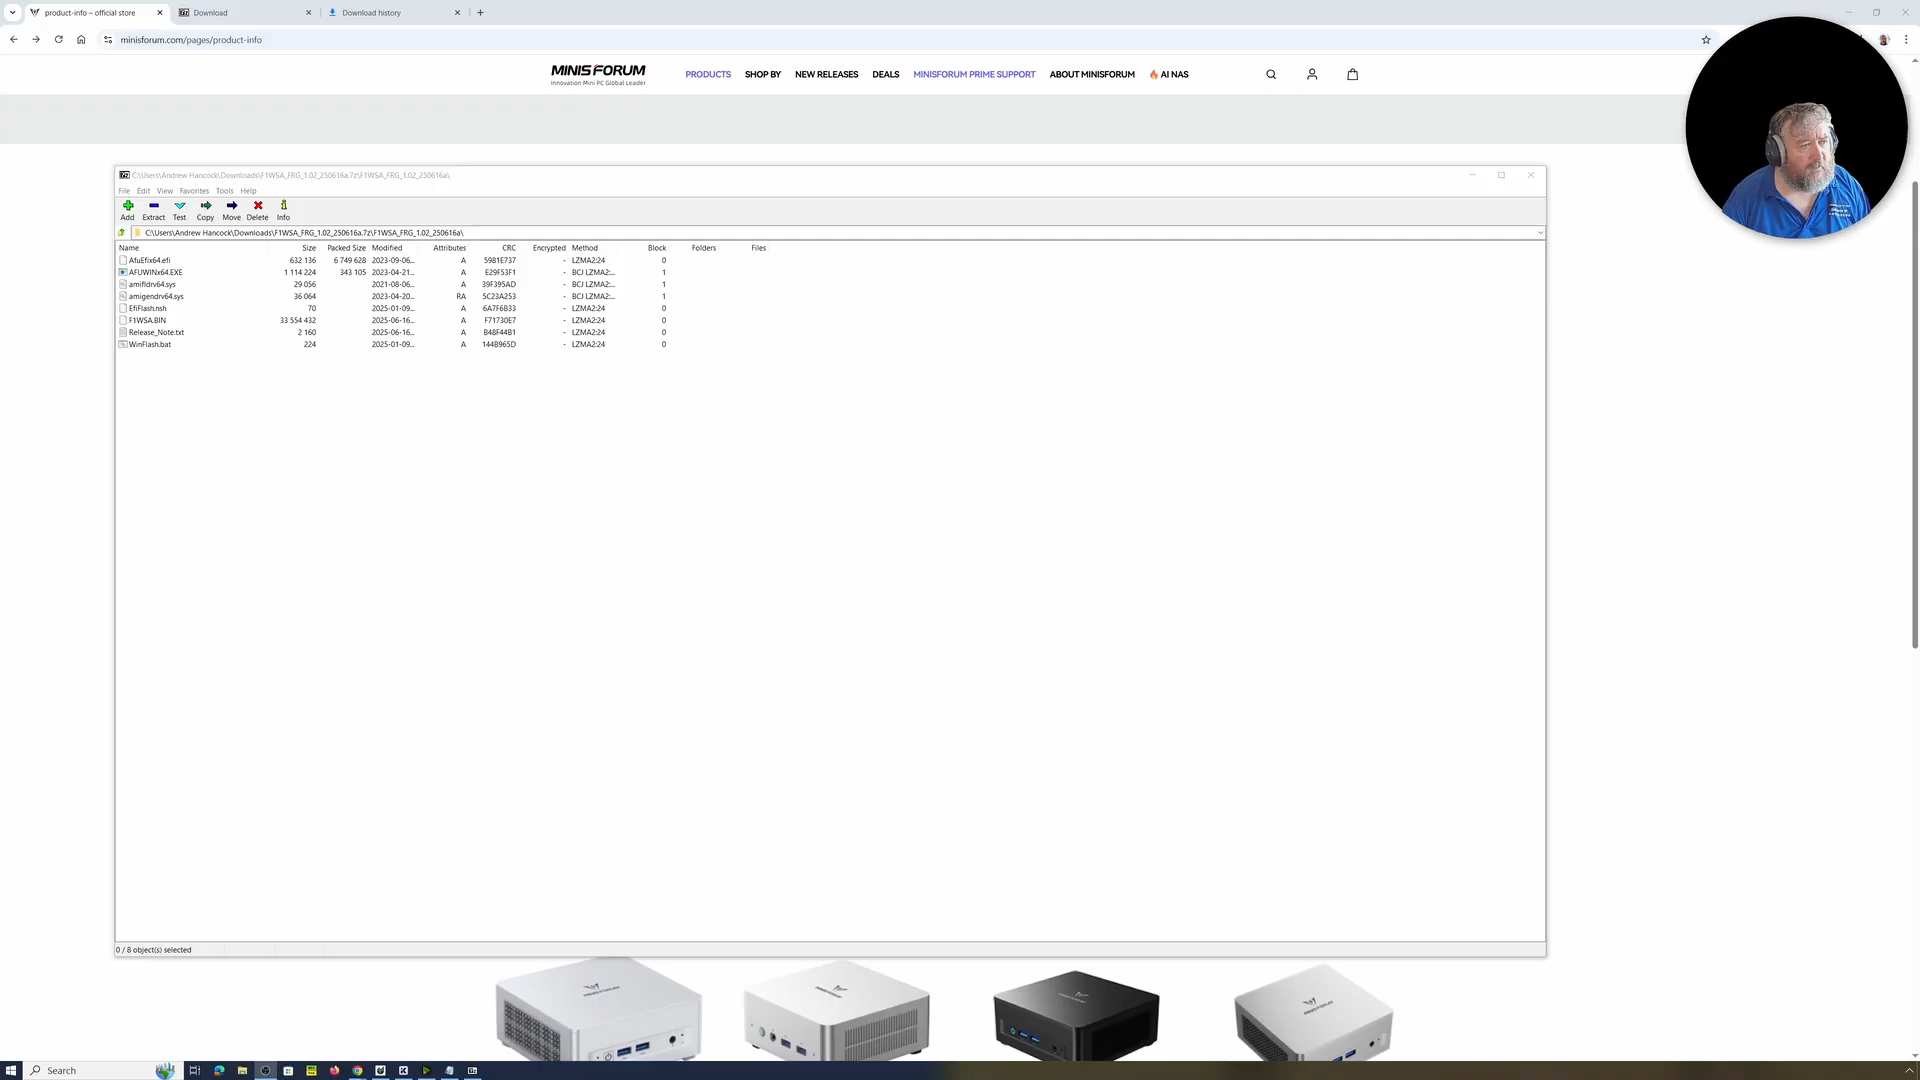 product-info – official store
Download
Download history
minisforum.com/pages/product-info
MINISFORUM
Innovation Mini PC Global Leader
PRODUCTS SHOP BY NEW RELEASES DEALS MINISFORUM PRIME SUPPORT ABOUT MINISFORUM 🔥 AI NAS
C:\Users\Andrew Hancock\Downloads\F1WSA_FRG_1.02_250616a.7z\F1WSA_FRG_1.02_250616a\
File Edit View Favorites Tools Help
Add Extract Test Copy Move Delete Info
C:\Users\Andrew Hancock\Downloads\F1WSA_FRG_1.02_250616a.7z\F1WSA_FRG_1.02_250616a\
Name Size Packed Size Modified Attributes CRC Encrypted Method Block Folders Files
AfuEfix64.efi 632 136 6 749 628 2023-09-06... A 5981E737 - LZMA2:24 0
AFUWINx64.EXE 1 114 224 343 105 2023-04-21... A E29F53F1 - BCJ LZMA2:... 1
amifldrv64.sys 29 056 2021-08-06... A 39F395AD - BCJ LZMA2:... 1
amigendrv64.sys 36 064 2023-04-20... RA 5C23A253 - BCJ LZMA2:... 1
EfiFlash.nsh 70 2025-01-09... A 6A7F6B33 - LZMA2:24 0
F1WSA.BIN 33 554 432 2025-06-16... A F71730E7 - LZMA2:24 0
Release_Note.txt 2 160 2025-06-16... A B48F44B1 - LZMA2:24 0
WinFlash.bat 224 2025-01-09... A 144B965D - LZMA2:24 0
0 / 8 object(s) selected
MINISFORUM
MINISFORUM
MINISFORUM
MINISFORUM
Search